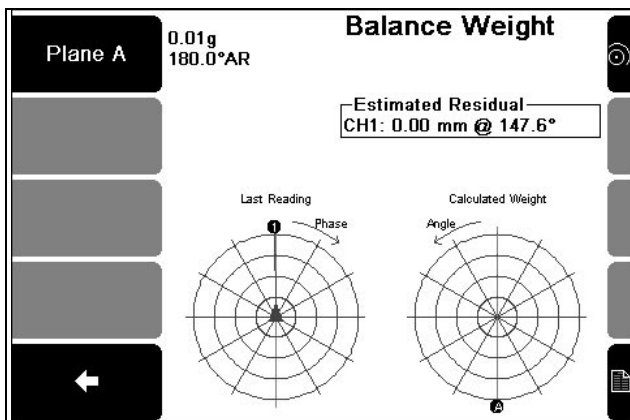 Balance Weight
Plane A
0.01g
180.0°AR
Estimated Residual
CH1: 0.00 mm @ 147.6°
Last Reading
Calculated Weight
1
Phase
Angle
A